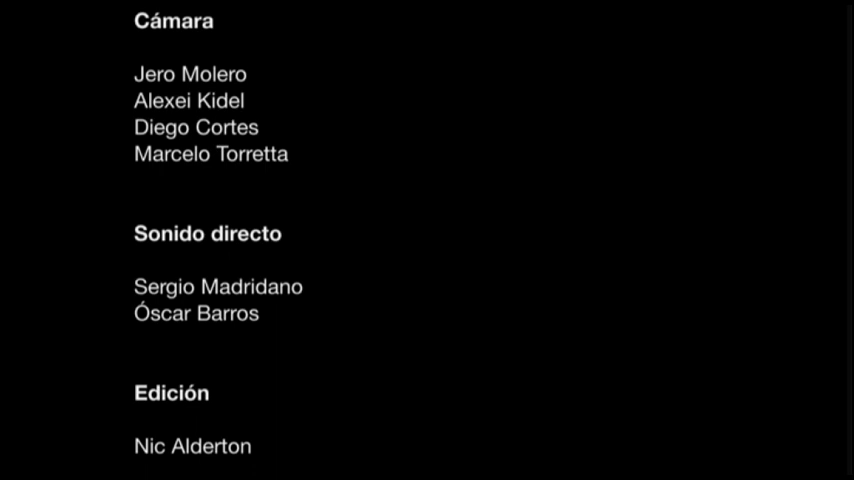 Cámara
Jero Molero
Alexei Kidel
Diego Cortes
Marcelo Torretta
Sonido directo
Sergio Madridano
Óscar Barros
Edición
Nic Alderton